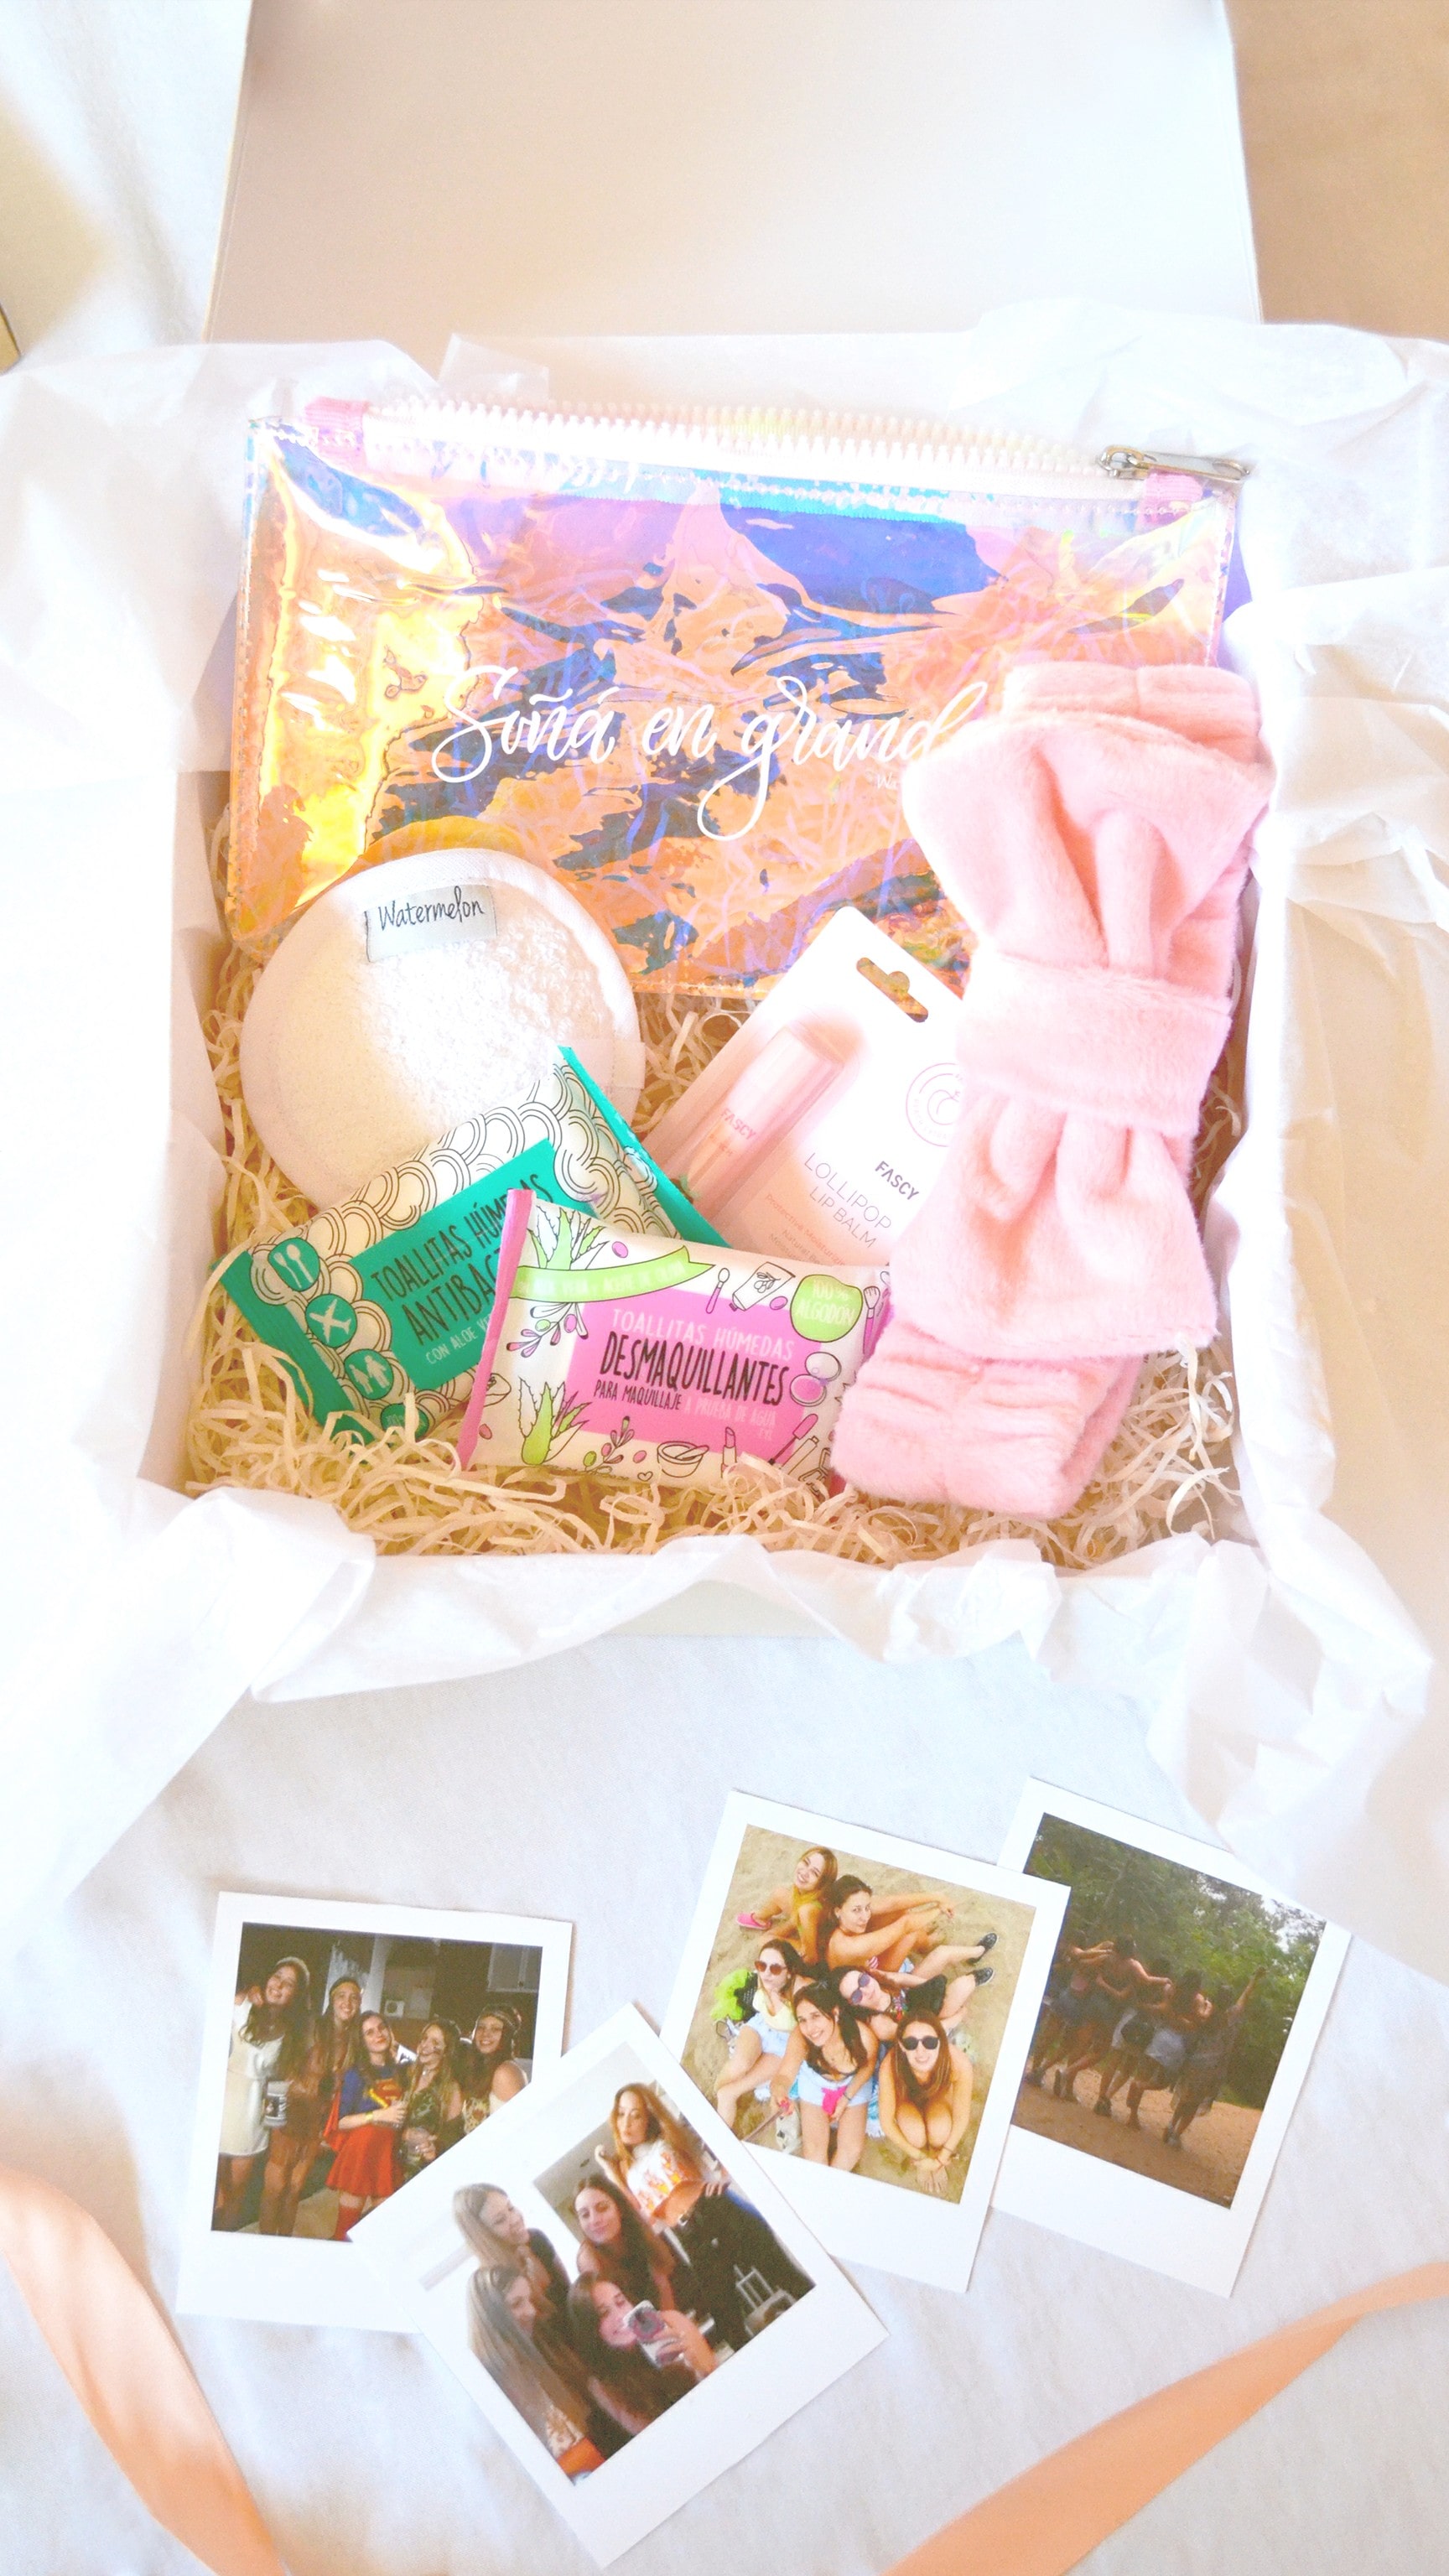 Soñá en grand
Watermelon
FASCY
FASCY
LOLLIPOP
LIP BALM
TOALLITAS HÚMEDAS
CON ALOE
100%
ALGODÓN
TOALLITAS HÚMEDAS
DESMAQUILLANTES
PARA MAQUILLAJE A PRUEBA DE AGUA